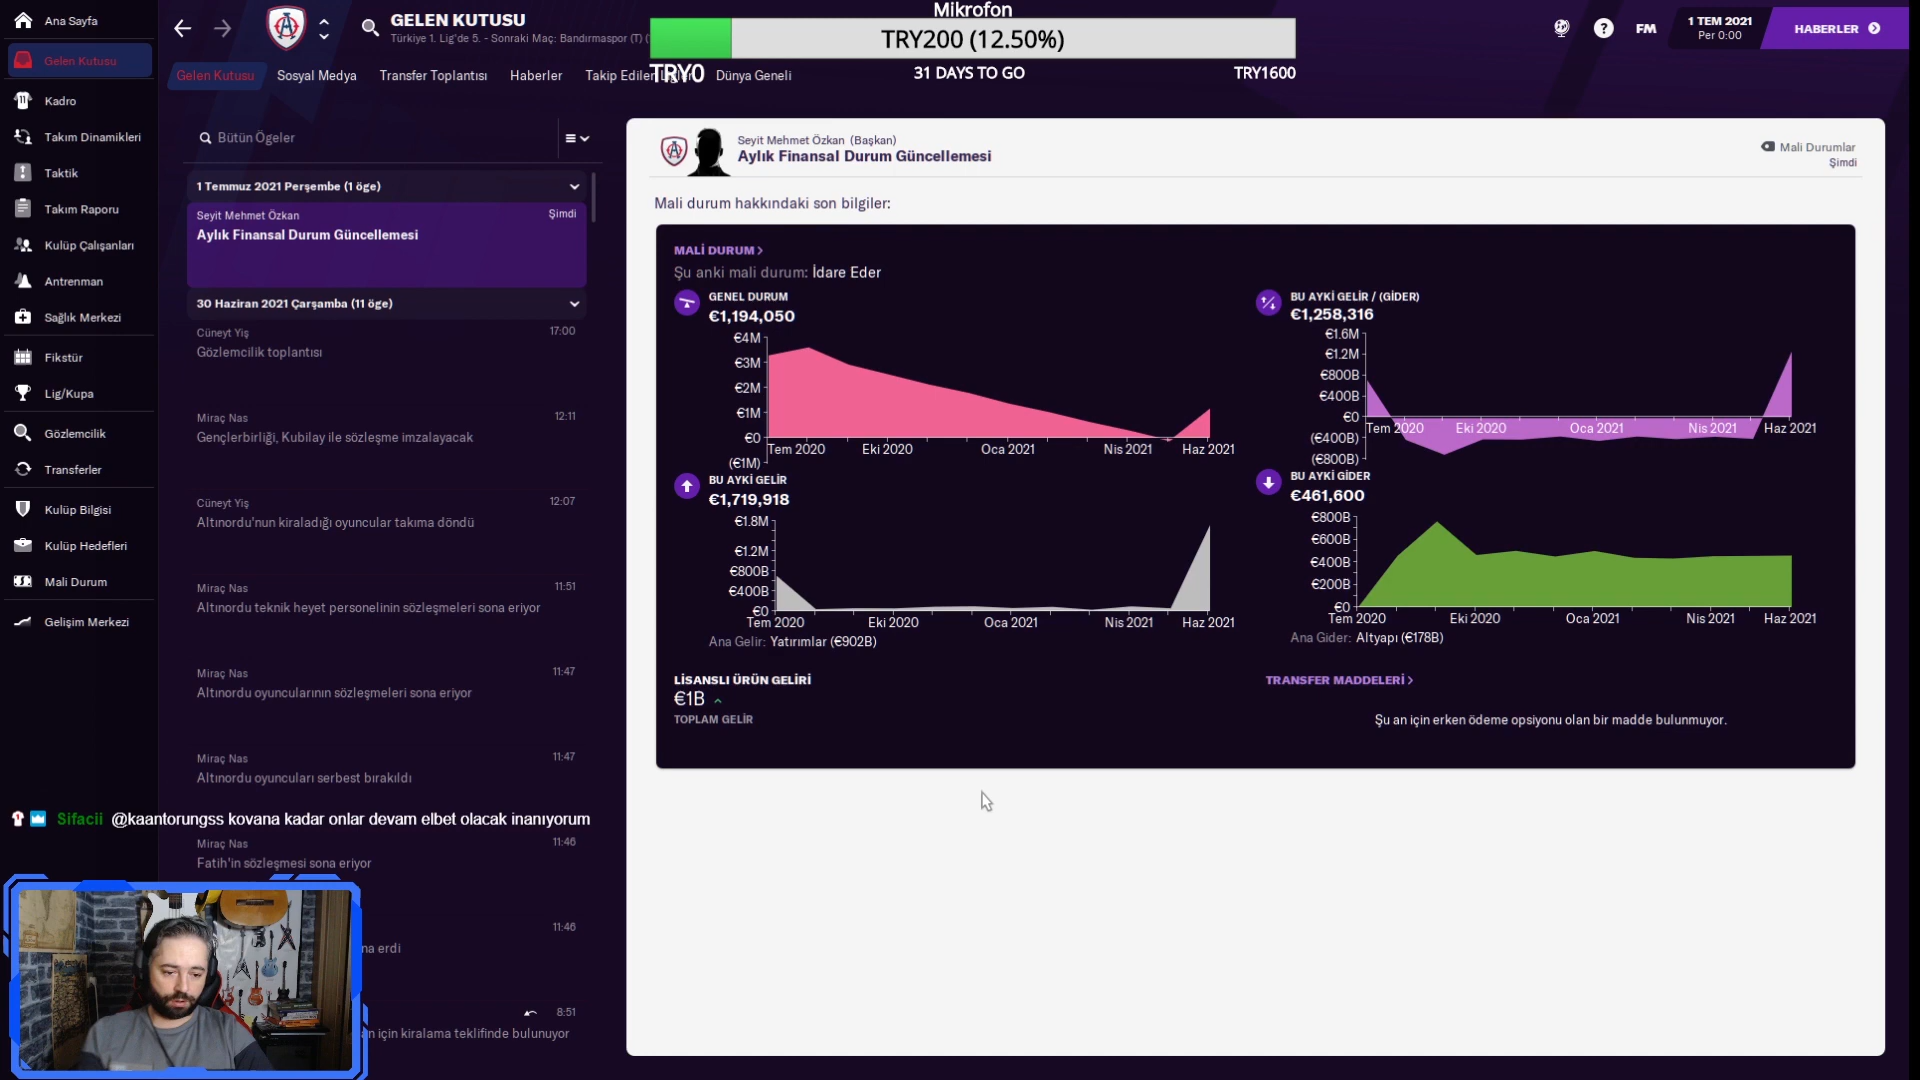 Ana Sayfa
Gelen Kutusu
Kadro
Takım Dinamikleri
Taktik
Takım Raporu
Kulüp Çalışanları
Antrenman
Sağlık Merkezi
Fikstür
Lig/Kupa
Gözlemcilik
Transferler
Kulüp Bilgisi
Kulüp Hedefleri
Mali Durum
Gelişim Merkezi
GELEN KUTUSU
Türkiye 1. Lig'de 5. - Sonraki Maç: Bandırmaspor (T)
Mikrofon
TRY200 (12.50%)
TRY0
31 DAYS TO GO
TRY1600
FM
1 TEM 2021
Per 0:00
HABERLER
Gelen Kutusu
Sosyal Medya
Transfer Toplantısı
Haberler
Takip Edilen
Dünya Geneli
Bütün Ögeler
1 Temmuz 2021 Perşembe (1 öge)
Seyit Mehmet Özkan
Şimdi
Aylık Finansal Durum Güncellemesi
30 Haziran 2021 Çarşamba (11 öge)
Cüneyt Yiş
17:00
Gözlemcilik toplantısı
Miraç Nas
12:11
Gençlerbirliği, Kubilay ile sözleşme imzalayacak
Cüneyt Yiş
12:07
Altınordu'nun kiraladığı oyuncular takıma döndü
Miraç Nas
11:51
Altınordu teknik heyet personelinin sözleşmeleri sona eriyor
Miraç Nas
11:47
Altınordu oyuncularının sözleşmeleri sona eriyor
Miraç Nas
11:47
Altınordu oyuncuları serbest bırakıldı
Sifacii @kaantorungss kovana kadar onlar devam elbet olacak inanıyorum
Miraç Nas
11:46
Fatih'in sözleşmesi sona eriyor
11:46
na erdi
8:51
an için kiralama teklifinde bulunuyor
Seyit Mehmet Özkan (Başkan)
Aylık Finansal Durum Güncellemesi
Mali Durumlar
Şimdi
Mali durum hakkındaki son bilgiler:
MALİ DURUM
Şu anki mali durum: İdare Eder
GENEL DURUM
€1,194,050
€4M
€3M
€2M
€1M
€0
(€1M)
Tem 2020
Eki 2020
Oca 2021
Nis 2021
Haz 2021
BU AYKİ GELİR / (GİDER)
€1,258,316
€1.6M
€1.2M
€800B
€400B
€0
(€400B)
(€800B)
Tem 2020
Eki 2020
Oca 2021
Nis 2021
Haz 2021
BU AYKİ GELİR
€1,719,918
€1.8M
€1.2M
€800B
€400B
€0
Tem 2020
Eki 2020
Oca 2021
Nis 2021
Haz 2021
Ana Gelir: Yatırımlar (€902B)
BU AYKİ GİDER
€461,600
€800B
€600B
€400B
€200B
€0
Tem 2020
Eki 2020
Oca 2021
Nis 2021
Haz 2021
Ana Gider: Altyapı (€178B)
LİSANSLI ÜRÜN GELİRİ
€1B
TOPLAM GELİR
TRANSFER MADDELERİ
Şu an için erken ödeme opsiyonu olan bir madde bulunmuyor.